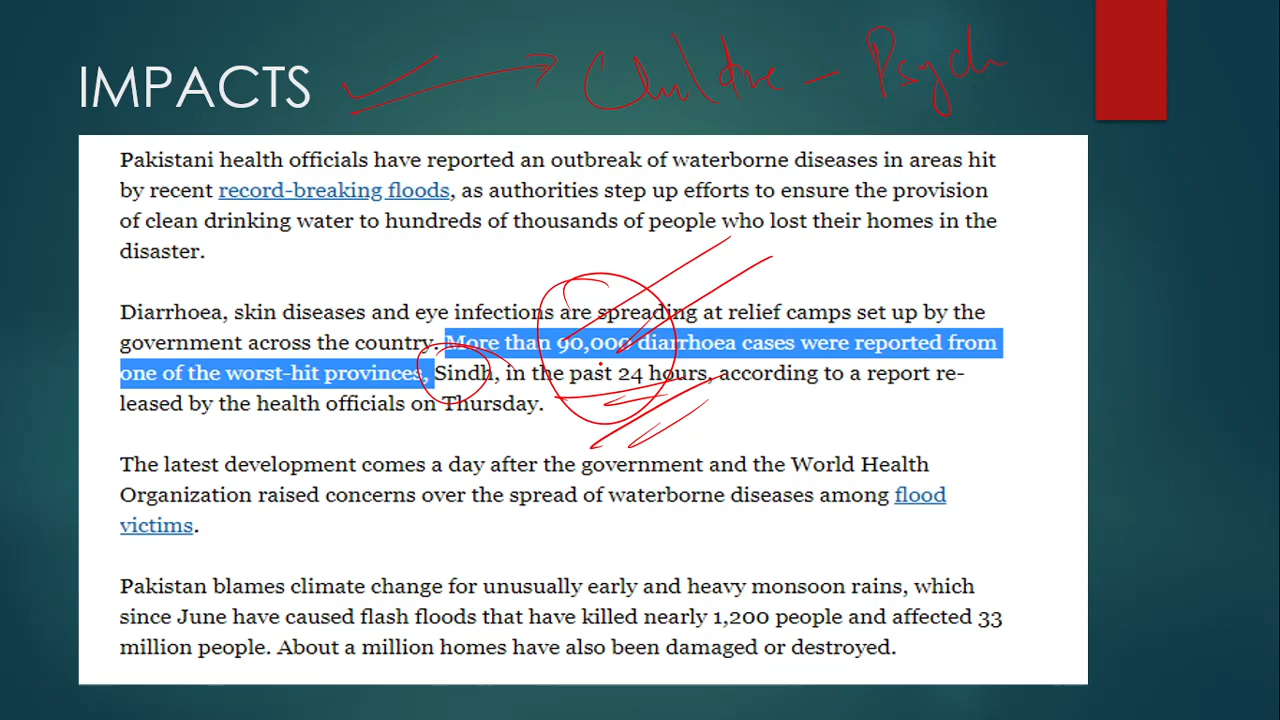 IMPACTS
Pakistani health officials have reported an outbreak of waterborne diseases in areas hit
by recent record-breaking floods, as authorities step up efforts to ensure the provision
of clean drinking water to hundreds of thousands of people who lost their homes in the
disaster.
Diarrhoea, skin diseases and eye infections are spreading at relief camps set up by the
government across the country. More than 90,000 diarrhoea cases were reported from
one of the worst-hit provinces, Sindh, in the past 24 hours, according to a report re-
leased by the health officials on Thursday.
The latest development comes a day after the government and the World Health
Organization raised concerns over the spread of waterborne diseases among flood
victims.
Pakistan blames climate change for unusually early and heavy monsoon rains, which
since June have caused flash floods that have killed nearly 1,200 people and affected 33
million people. About a million homes have also been damaged or destroyed.